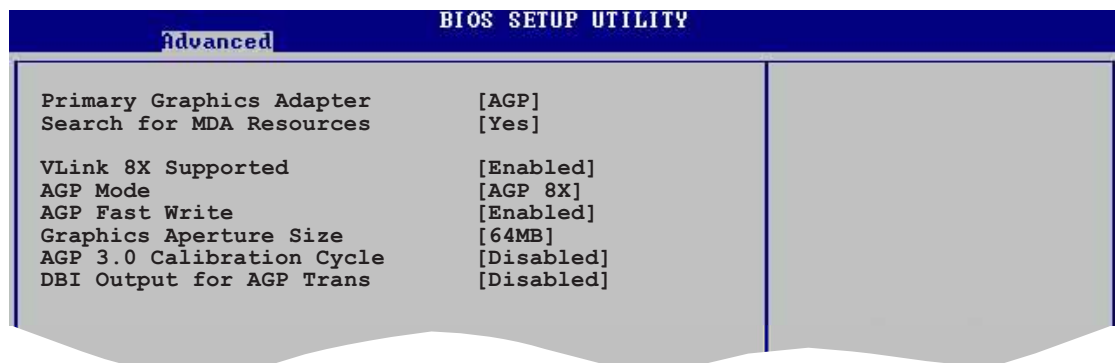 BIOS SETUP UTILITY
Advanced
Primary Graphics Adapter [AGP]
Search for MDA Resources [Yes]
VLink 8X Supported [Enabled]
AGP Mode [AGP 8X]
AGP Fast Write [Enabled]
Graphics Aperture Size [64MB]
AGP 3.0 Calibration Cycle [Disabled]
DBI Output for AGP Trans [Disabled]